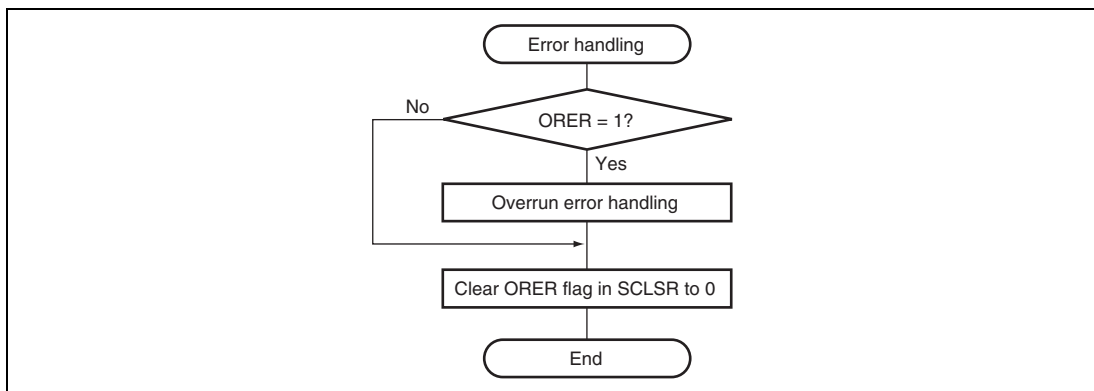 Error handling
No
ORER = 1?
Yes
Overrun error handling
Clear ORER flag in SCLSR to 0
End